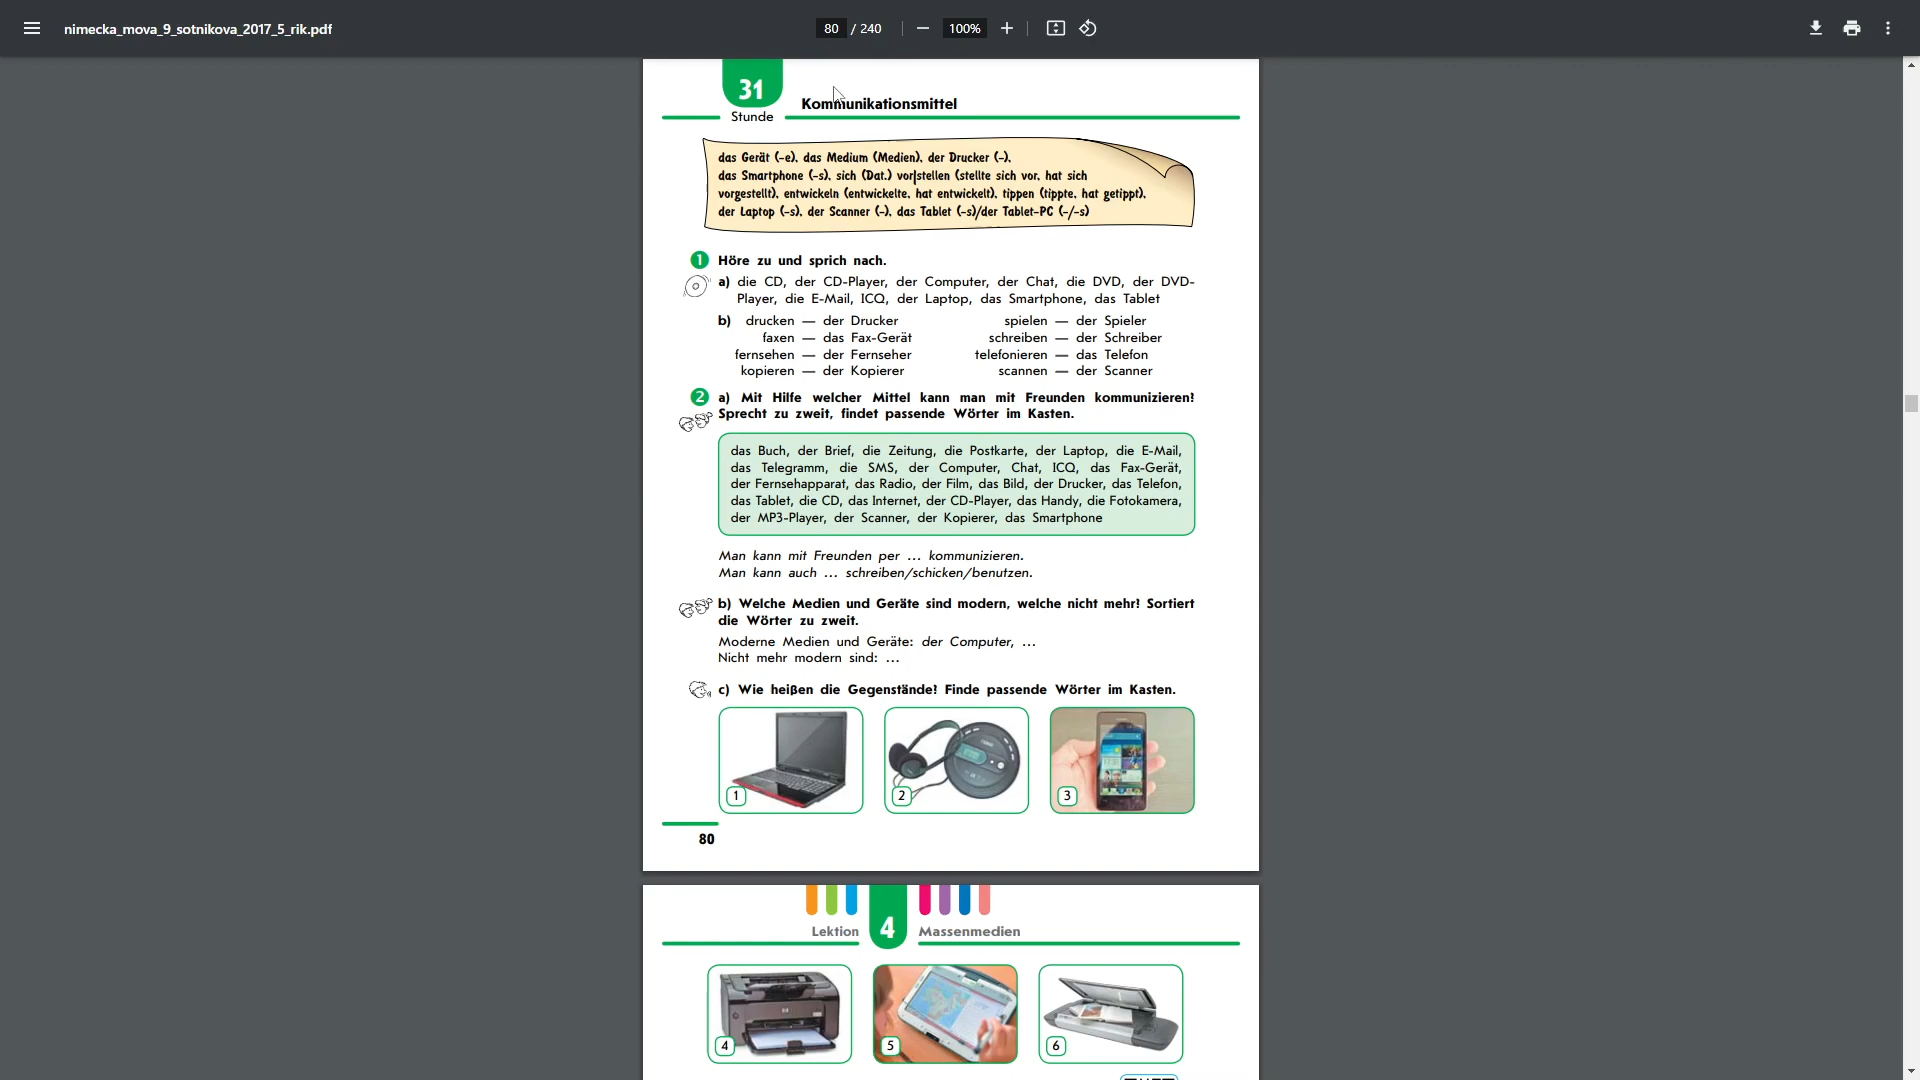 nimecka_mova_9_sotnikova_2017_5_rik.pdf
80 / 240
100%
31
Stunde
Kommunikationsmittel
das Gerät (-e), das Medium (Medien), der Drucker (-),
das Smartphone (-s), sich (Dat.) vor|stellen (stellte sich vor, hat sich
vorgestellt), entwickeln (entwickelte, hat entwickelt), tippen (tippte, hat getippt),
der Laptop (-s), der Scanner (-), das Tablet (-s)/der Tablet-PC (-/-s)
1 Höre zu und sprich nach.
a) die CD, der CD-Player, der Computer, der Chat, die DVD, der DVD-
Player, die E-Mail, ICQ, der Laptop, das Smartphone, das Tablet
b) drucken — der Drucker spielen — der Spieler
faxen — das Fax-Gerät schreiben — der Schreiber
fernsehen — der Fernseher telefonieren — das Telefon
kopieren — der Kopierer scannen — der Scanner
2 a) Mit Hilfe welcher Mittel kann man mit Freunden kommunizieren?
Sprecht zu zweit, findet passende Wörter im Kasten.
das Buch, der Brief, die Zeitung, die Postkarte, der Laptop, die E-Mail,
das Telegramm, die SMS, der Computer, Chat, ICQ, das Fax-Gerät,
der Fernsehapparat, das Radio, der Film, das Bild, der Drucker, das Telefon,
das Tablet, die CD, das Internet, der CD-Player, das Handy, die Fotokamera,
der MP3-Player, der Scanner, der Kopierer, das Smartphone
Man kann mit Freunden per ... kommunizieren.
Man kann auch ... schreiben/schicken/benutzen.
b) Welche Medien und Geräte sind modern, welche nicht mehr? Sortiert
die Wörter zu zweit.
Moderne Medien und Geräte: der Computer, ...
Nicht mehr modern sind: ...
c) Wie heißen die Gegenstände? Finde passende Wörter im Kasten.
1 2 3
80
Lektion 4 Massenmedien
4 5 6